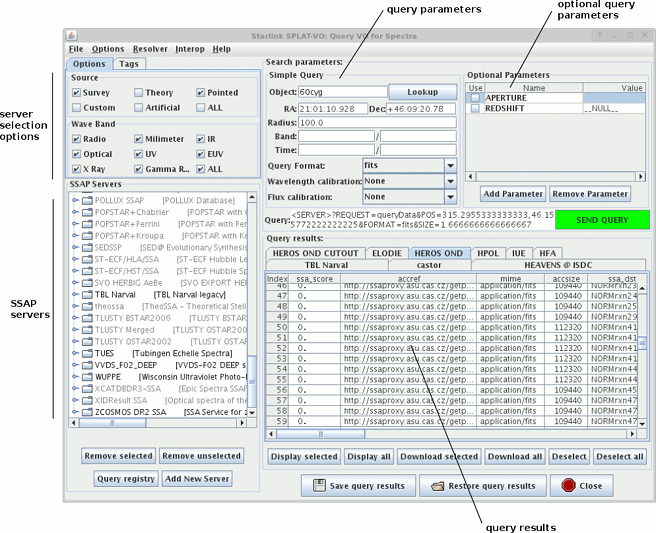 query parameters
optional query
parameters
Starlink SPLAT-VO: Query VO for Spectra
File Options Resolver Interop Help
Options Tags
Source
Survey Theory Pointed
Custom Artificial ALL
Wave Band
Radio Milimeter IR
Optical UV EUV
X Ray Gamma R... ALL
server
selection
options
SSAP Servers
POLLUX SSAP [POLLUX Database]
POPSTAR+Chabrier [POPSTAR with C
POPSTAR+Ferrini [POPSTAR with
POPSTAR+Kroupa [POPSTAR with
SEDSSP [SED@ Evolutionary Synthesis
ST-ECF/HLA/SSA [ST-ECF Hubble Le
ST-ECF/HST/SSA [ST-ECF Hubble Sp
SVO HERBIG AeBe [SVO EXPORT HER
TBL Narval [TBL Narval legacy]
theossa [TheoSSA - Theoretical Stell
TLUSTY BSTAR2006 [TLUSTY BSTAR
TLUSTY Merged [TLUSTY OSTAR200
TLUSTY OSTAR2002 [TLUSTY OSTAR
TUES [Tubingen Echelle Spectra]
VVDS_F02_DEEP [VVDS-F02 DEEP s
WUPPE [Wisconsin Ultraviolet Photo-
XCATDBDR3-SSA [Epic Spectra SSAP
XIDResult SSA [Optical spectra of the
ZCOSMOS DR2 SSA [SSA Service for z
SSAP
servers
Remove selected Remove unselected
Query registry Add New Server
Search parameters:
Simple Query
Object: 60cyg Lookup
RA: 21:01:10.928 Dec: +46:09:20.78
Radius: 100.0
Band: /
Time: /
Query Format: fits
Wavelength calibration: None
Flux calibration: None
Optional Parameters
Use Name Value
APERTURE
REDSHIFT __NULL__
Add Parameter Remove Parameter
Query: <SERVER>?REQUEST=queryData&POS=315.2955333333333,46.15
5772222222225&FORMAT=fits&SIZE=1.6666666666666667
SEND QUERY
Query results:
HEROS OND CUTOUT ELODIE HEROS OND HPOL IUE HFA
TBL Narval castor HEAVENS @ ISDC
Index ssa_score accref mime accsize ssa_dst
46 0. http://ssaproxy.asu.cas.cz/getp... application/fits 109440 NORMrxn23
47 0. http://ssaproxy.asu.cas.cz/getp... application/fits 109440 NORMrxn24
48 0. http://ssaproxy.asu.cas.cz/getp... application/fits 109440 NORMrxn25
49 0. http://ssaproxy.asu.cas.cz/getp... application/fits 109440 NORMrxn29
50 0. http://ssaproxy.asu.cas.cz/getp... application/fits 112320 NORMrxn41
51 0. http://ssaproxy.asu.cas.cz/getp... application/fits 112320 NORMrxn41
52 0. http://ssaproxy.asu.cas.cz/getp... application/fits 112320 NORMrxn41
53 0. http://ssaproxy.asu.cas.cz/getp... application/fits 109440 NORMrxn41
54 0. http://ssaproxy.asu.cas.cz/getp... application/fits 112320 NORMrxn44
55 0. http://ssaproxy.asu.cas.cz/getp... application/fits 112320 NORMrxn44
56 0. http://ssaproxy.asu.cas.cz/getp... application/fits 109440 NORMrxn45
57 0. http://ssaproxy.asu.cas.cz/getp... application/fits 109440 NORMrxn47
58 0. http://ssaproxy.asu.cas.cz/getp... application/fits 109440 NORMrxn47
59 0. http://ssaproxy.asu.cas.cz/getp... application/fits 109440 NORMrxn47
Display selected Display all Download selected Download all Deselect Deselect all
Save query results Restore query results Close
query results